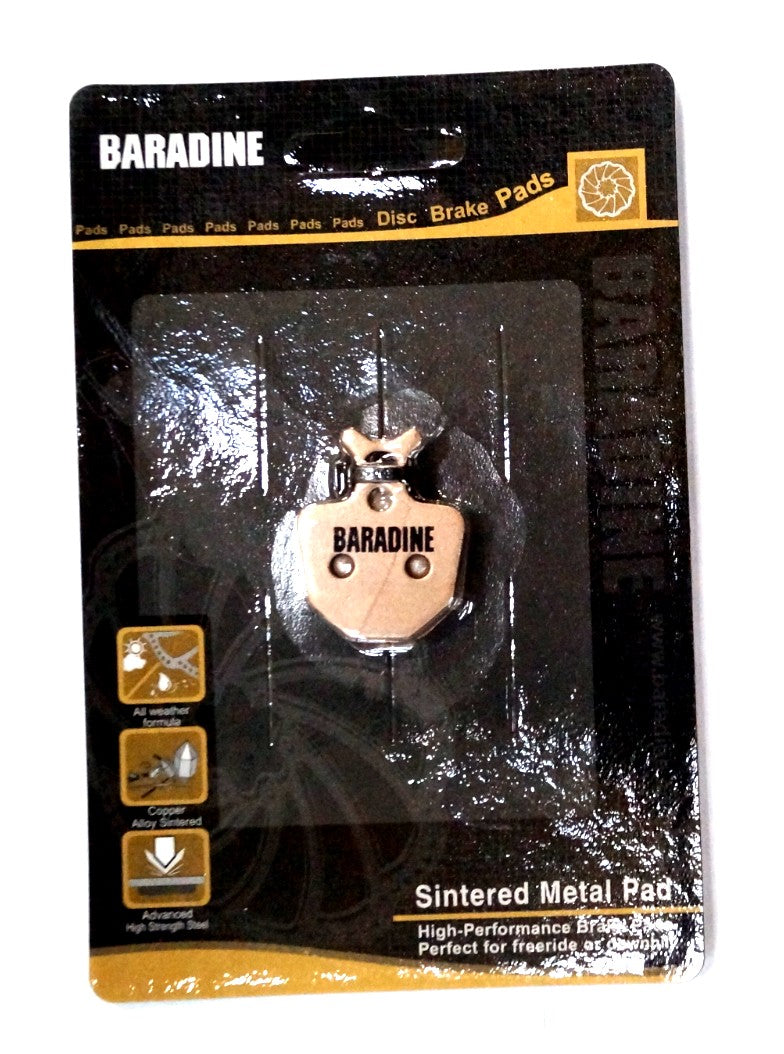 BARADINE
Pads Pads Pads Pads Pads Pads Pads Disc Brake Pads
BARADINE
BARADINE
All weather
formula
Copper
Alloy Sintered
Advanced
High Strength Steel
Sintered Metal Pad
High-Performance Brake
Perfect for freeride or downhill